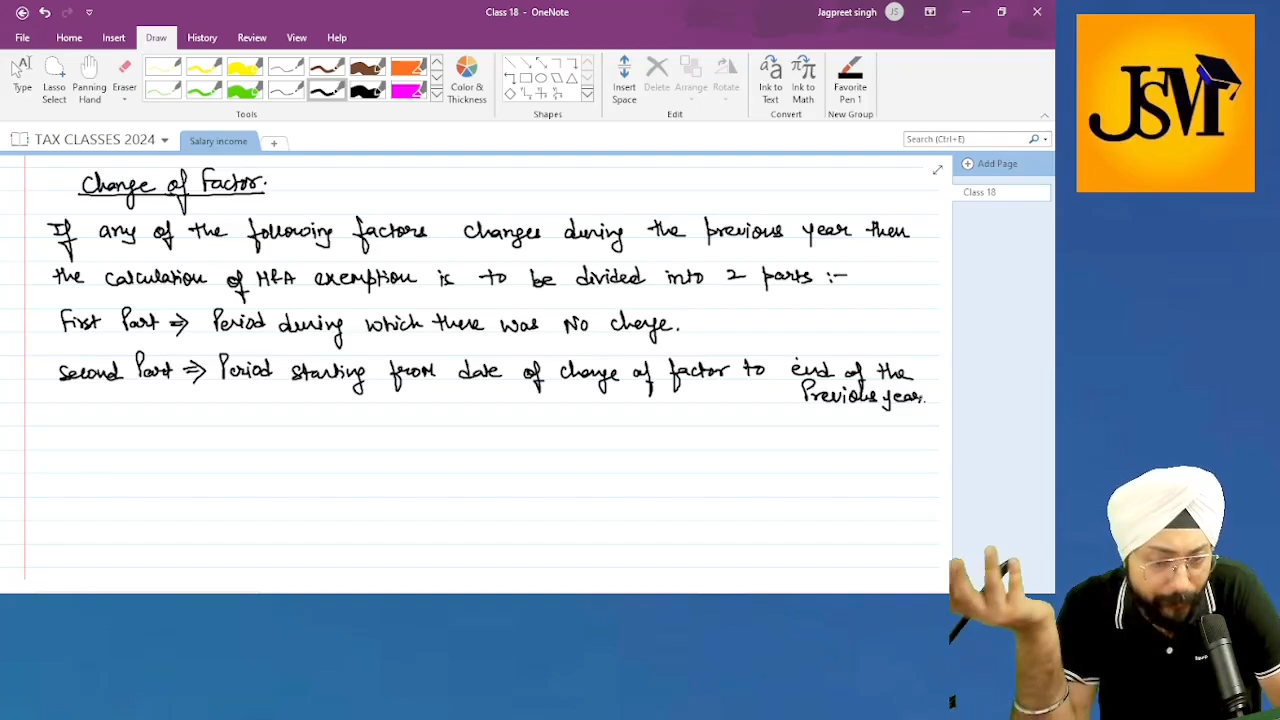 Class 18 - OneNote
Jagpreet singh
JS
File
Home
Insert
Draw
History
Review
View
Help
Type
Lasso Select
Panning Hand
Eraser
Color & Thickness
Insert Space
Delete
Arrange
Rotate
Ink to Text
Ink to Math
Favorite Pen 1
Tools
Shapes
Edit
Convert
New Group
TAX CLASSES 2024
Salary income
Search (Ctrl+E)
Add Page
Class 18
JSM
Change of Factor.
If any of the following factors changes during the previous year then
the calculation of HRA exemption is to be divided into 2 parts :-
First Part ⇒ Period during which there was No change.
Second Part ⇒ Period starting from date of change of factor to end of the
Previous year.